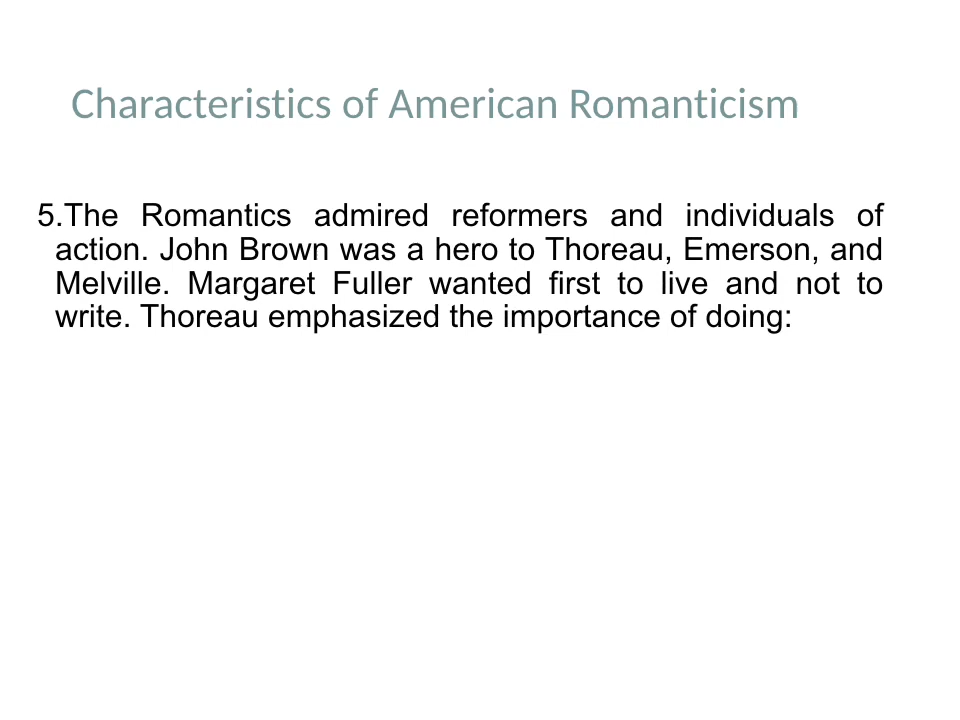 Characteristics of American Romanticism
5.The Romantics admired reformers and individuals of
action. John Brown was a hero to Thoreau, Emerson, and
Melville. Margaret Fuller wanted first to live and not to
write. Thoreau emphasized the importance of doing: